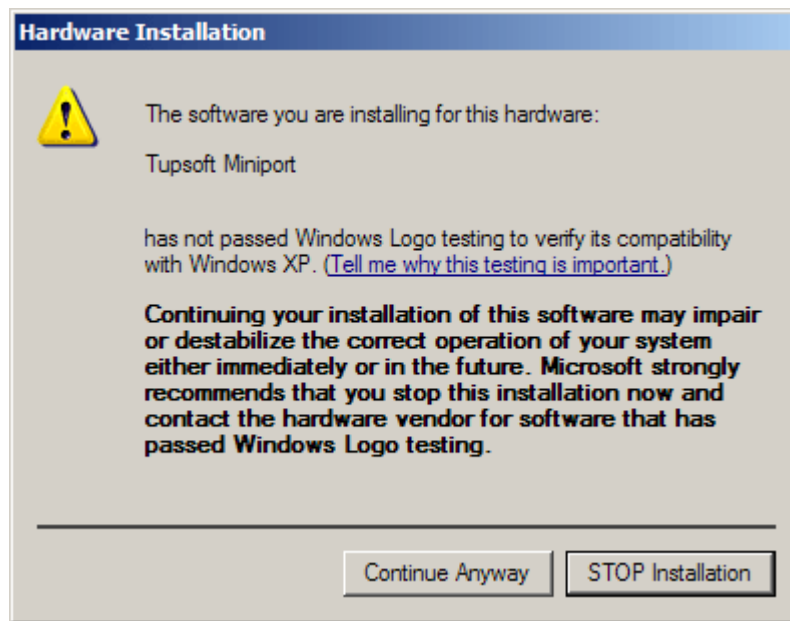 Hardware Installation
The software you are installing for this hardware:
Tupsoft Miniport
has not passed Windows Logo testing to verify its compatibility
with Windows XP. (Tell me why this testing is important.)
Continuing your installation of this software may impair
or destabilize the correct operation of your system
either immediately or in the future. Microsoft strongly
recommends that you stop this installation now and
contact the hardware vendor for software that has
passed Windows Logo testing.
Continue Anyway STOP Installation